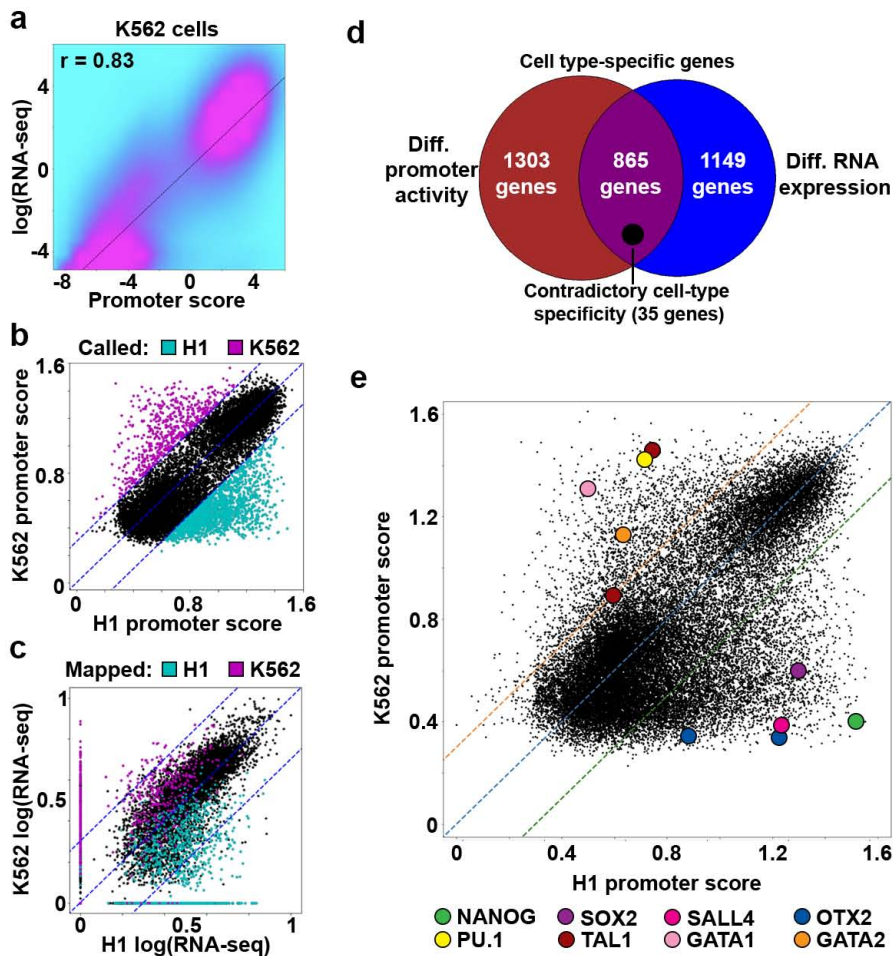 a
K562 cells
r = 0.83
4
0
-4
log(RNA-seq)
-8
-4
0
4
Promoter score
b
Called: H1 K562
1.6
0.8
0
K562 promoter score
0
0.8
1.6
H1 promoter score
c
Mapped: H1 K562
1
0.5
0
K562 log(RNA-seq)
0
0.5
1
H1 log(RNA-seq)
d
Cell type-specific genes
Diff.
promoter
activity
1303
genes
865
genes
1149
genes
Diff. RNA
expression
Contradictory cell-type
specificity (35 genes)
e
1.6
1.2
0.8
0.4
0
K562 promoter score
0
0.4
0.8
1.2
1.6
H1 promoter score
NANOG SOX2 SALL4 OTX2
PU.1 TAL1 GATA1 GATA2